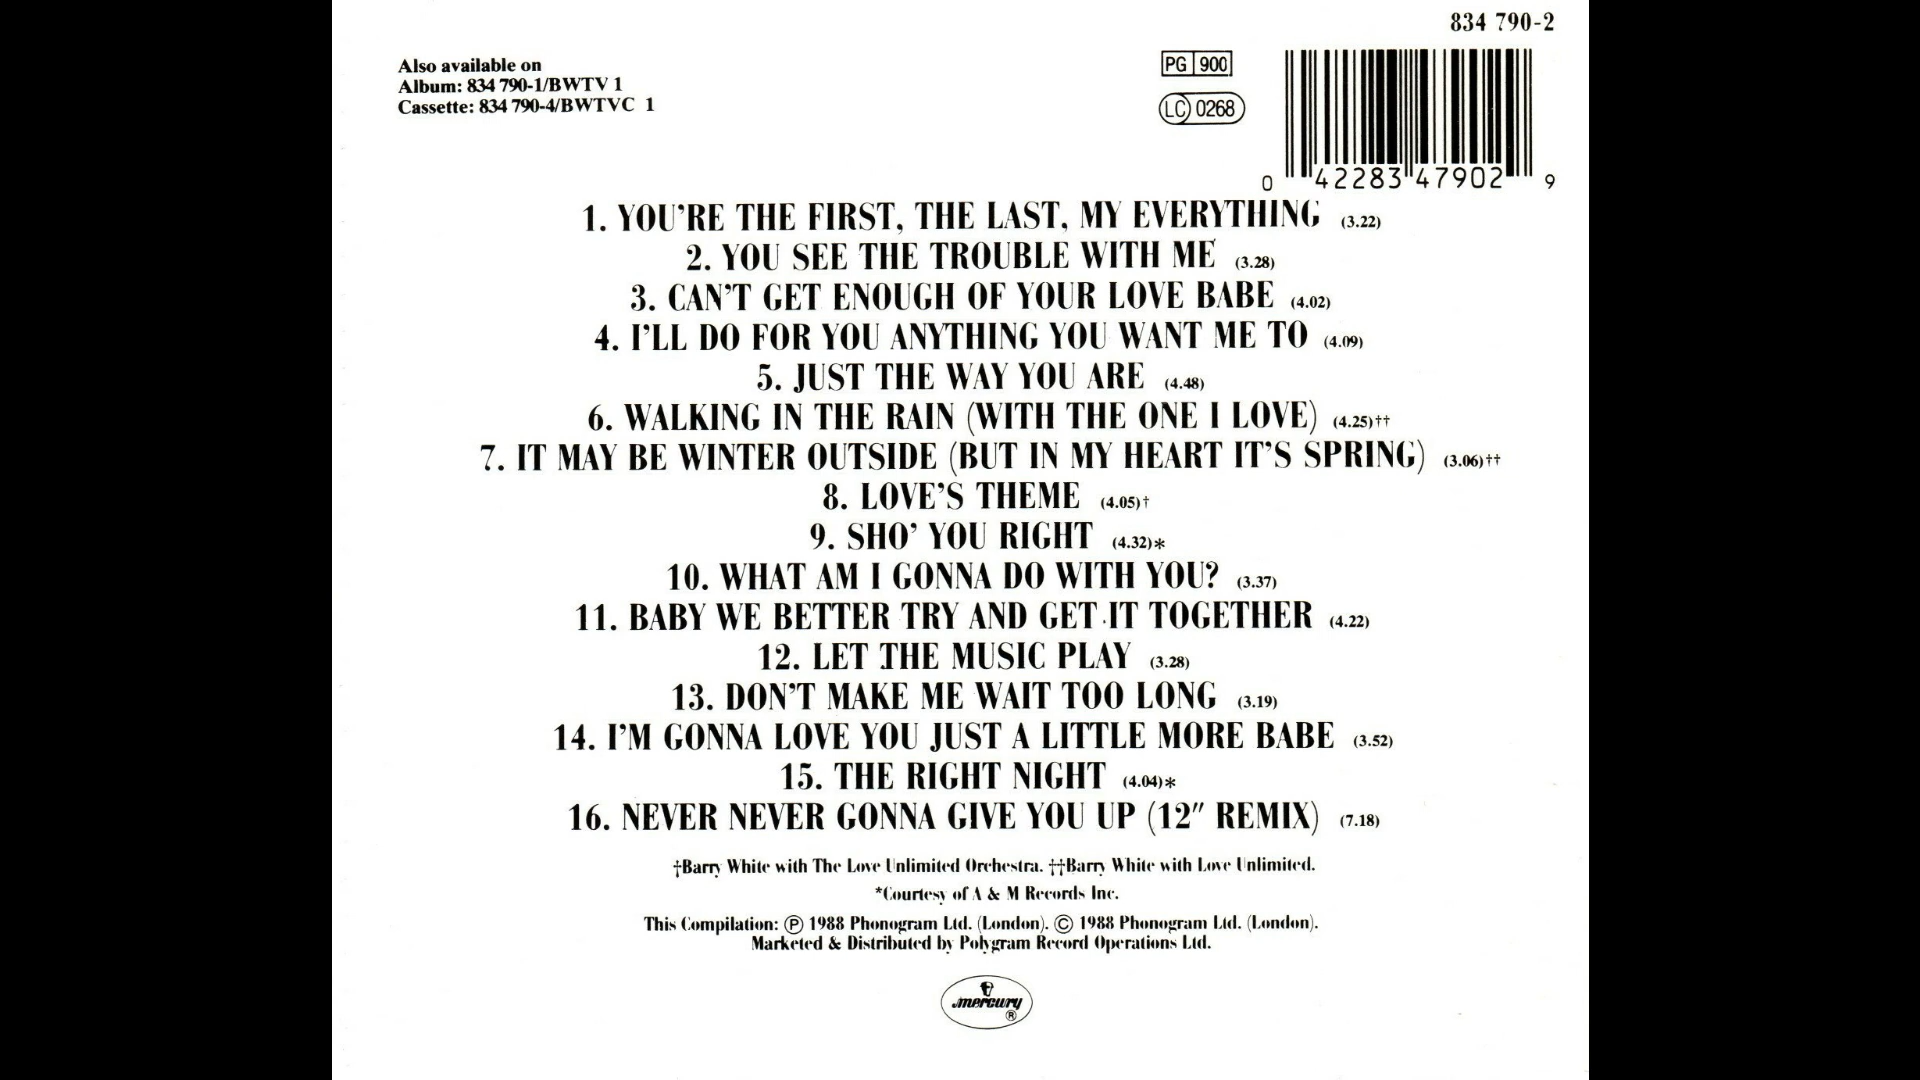 834 790-2
Also available on
Album: 834 790-1/BWTV 1
Cassette: 834 790-4/BWTVC 1
PG 900
LC 0268
0 42283 47902 9
1. YOU'RE THE FIRST, THE LAST, MY EVERYTHING (3.22)
2. YOU SEE THE TROUBLE WITH ME (3.28)
3. CAN'T GET ENOUGH OF YOUR LOVE BABE (4.02)
4. I'LL DO FOR YOU ANYTHING YOU WANT ME TO (4.09)
5. JUST THE WAY YOU ARE (4.48)
6. WALKING IN THE RAIN (WITH THE ONE I LOVE) (4.25)††
7. IT MAY BE WINTER OUTSIDE (BUT IN MY HEART IT'S SPRING) (3.06)††
8. LOVE'S THEME (4.05)†
9. SHO' YOU RIGHT (4.32)*
10. WHAT AM I GONNA DO WITH YOU? (3.37)
11. BABY WE BETTER TRY AND GET IT TOGETHER (4.22)
12. LET THE MUSIC PLAY (3.28)
13. DON'T MAKE ME WAIT TOO LONG (3.19)
14. I'M GONNA LOVE YOU JUST A LITTLE MORE BABE (3.52)
15. THE RIGHT NIGHT (4.04)*
16. NEVER NEVER GONNA GIVE YOU UP (12" REMIX) (7.18)
†Barry White with The Love Unlimited Orchestra. ††Barry White with Love Unlimited.
*Courtesy of A & M Records Inc.
This Compilation: ℗ 1988 Phonogram Ltd. (London). © 1988 Phonogram Ltd. (London).
Marketed & Distributed by Polygram Record Operations Ltd.
mercury ®